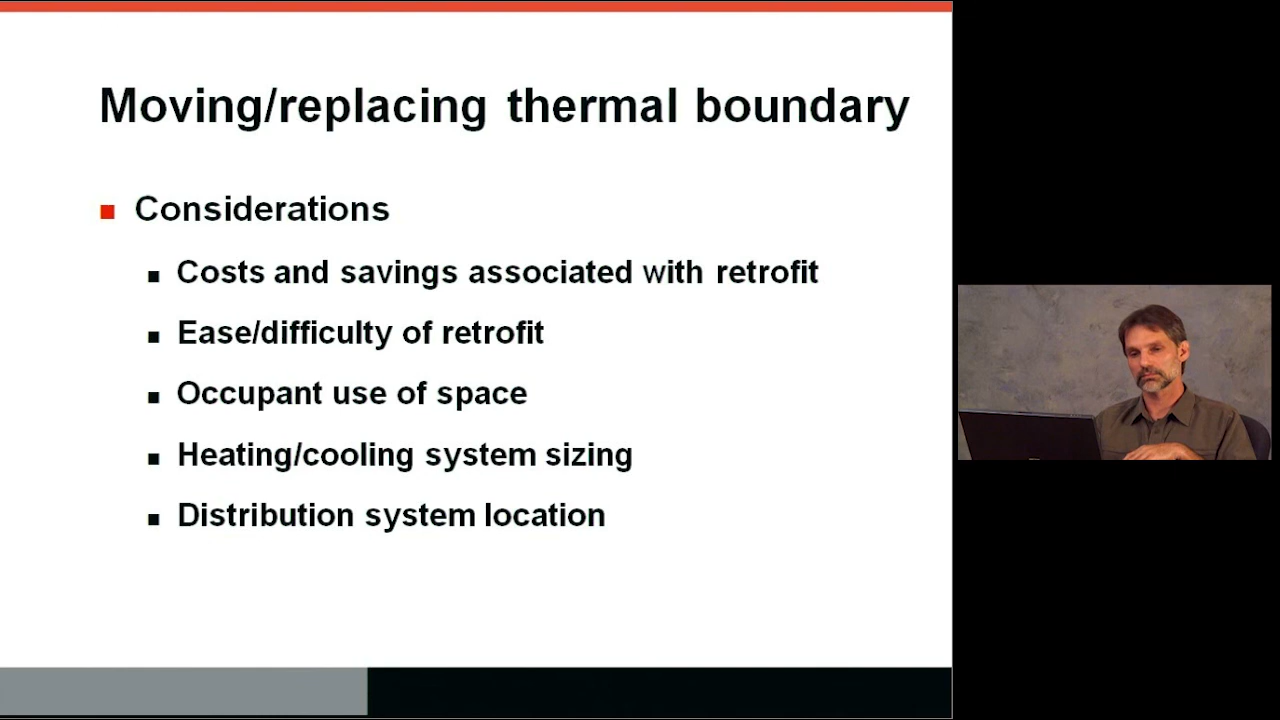 Moving/replacing thermal boundary
Considerations
Costs and savings associated with retrofit
Ease/difficulty of retrofit
Occupant use of space
Heating/cooling system sizing
Distribution system location